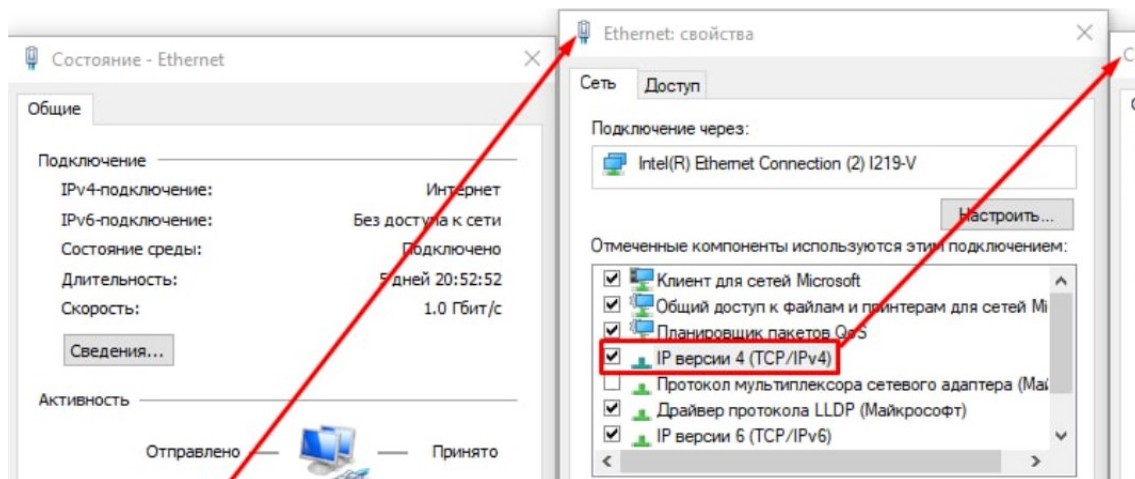 Состояние - Ethernet
Общие
Подключение
IPv4-подключение: Интернет
IPv6-подключение: Без доступа к сети
Состояние среды: Подключено
Длительность: 5 дней 20:52:52
Скорость: 1.0 Гбит/с
Сведения...
Активность
Отправлено — — Принято
Ethernet: свойства
Сеть Доступ
Подключение через:
Intel(R) Ethernet Connection (2) I219-V
Настроить...
Отмеченные компоненты используются этим подключением:
Клиент для сетей Microsoft
Общий доступ к файлам и принтерам для сетей Mi
Планировщик пакетов QoS
IP версии 4 (TCP/IPv4)
Протокол мультиплексора сетевого адаптера (Май
Драйвер протокола LLDP (Майкрософт)
IP версии 6 (TCP/IPv6)